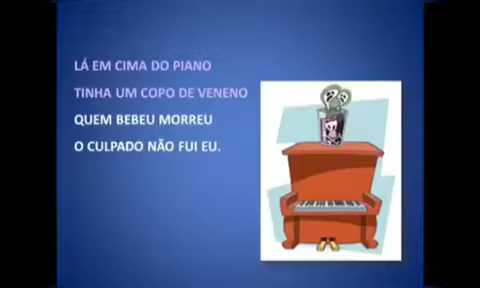 LÁ EM CIMA DO PIANO
TINHA UM COPO DE VENENO
QUEM BEBEU MORREU
O CULPADO NÃO FUI EU.